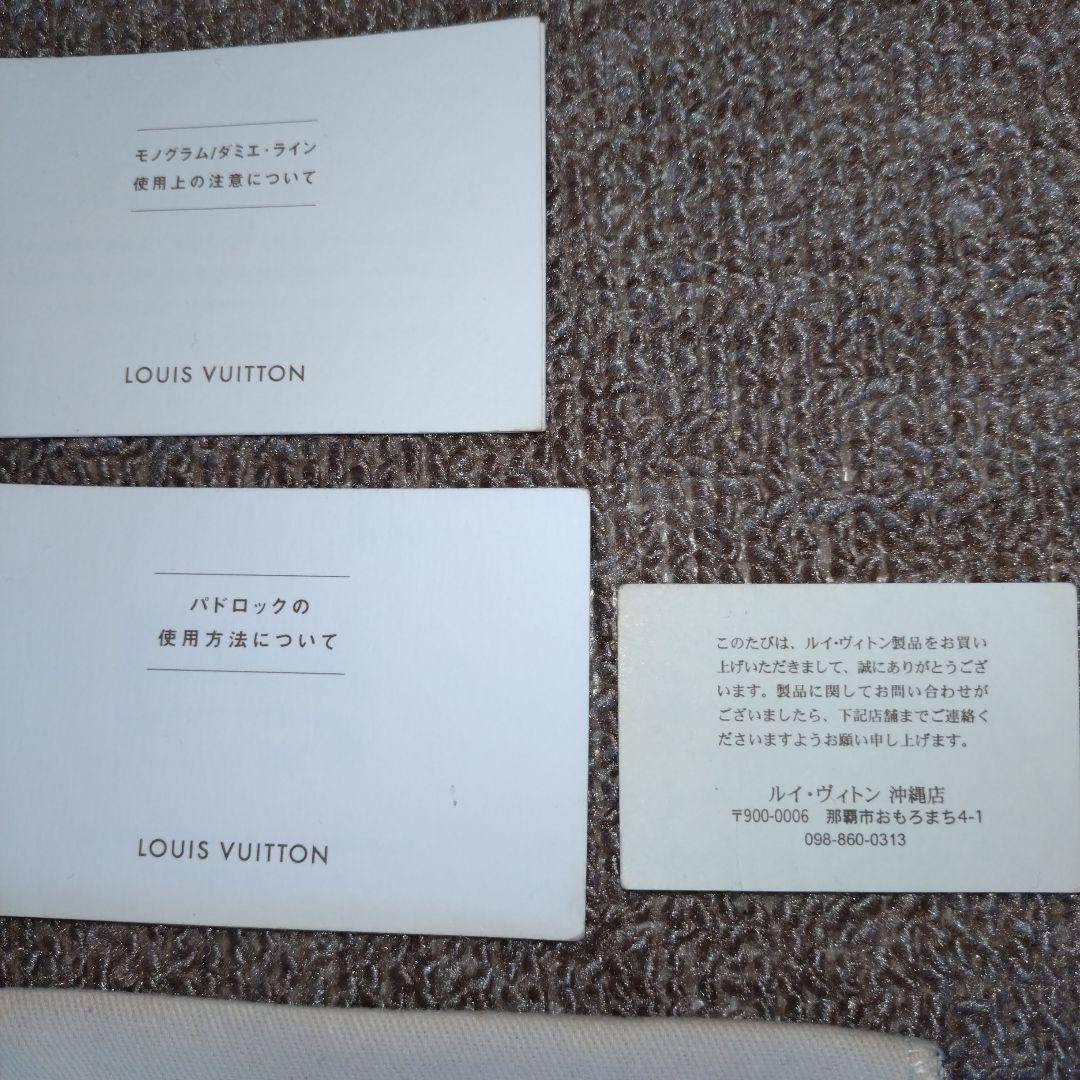 モノグラム/ダミエ・ライン
使用上の注意について
LOUIS VUITTON
パドロックの
使用方法について
LOUIS VUITTON
このたびは、ルイ・ヴィトン製品をお買い
上げいただきまして、誠にありがとうござ
います。製品に関してお問い合わせが
ございましたら、下記店舗までご連絡く
ださいますようお願い申し上げます。
ルイ・ヴィトン 沖縄店
〒900-0006 那覇市おもろまち4-1
098-860-0313